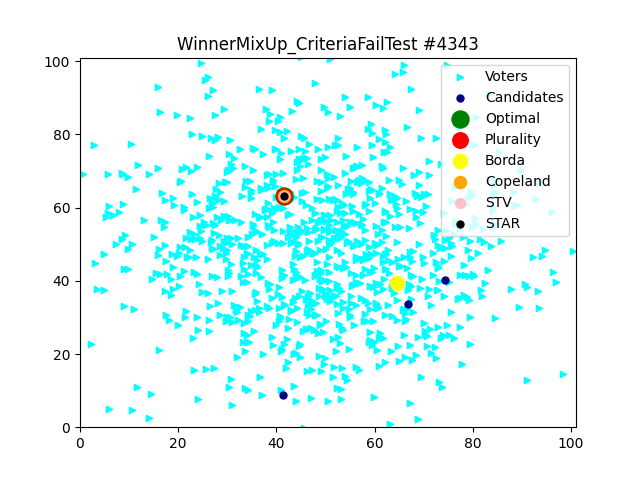 WinnerMixUp_CriteriaFailTest #4343
100
80
60
40
20
0
0 20 40 60 80 100
Voters
Candidates
Optimal
Plurality
Borda
Copeland
STV
STAR